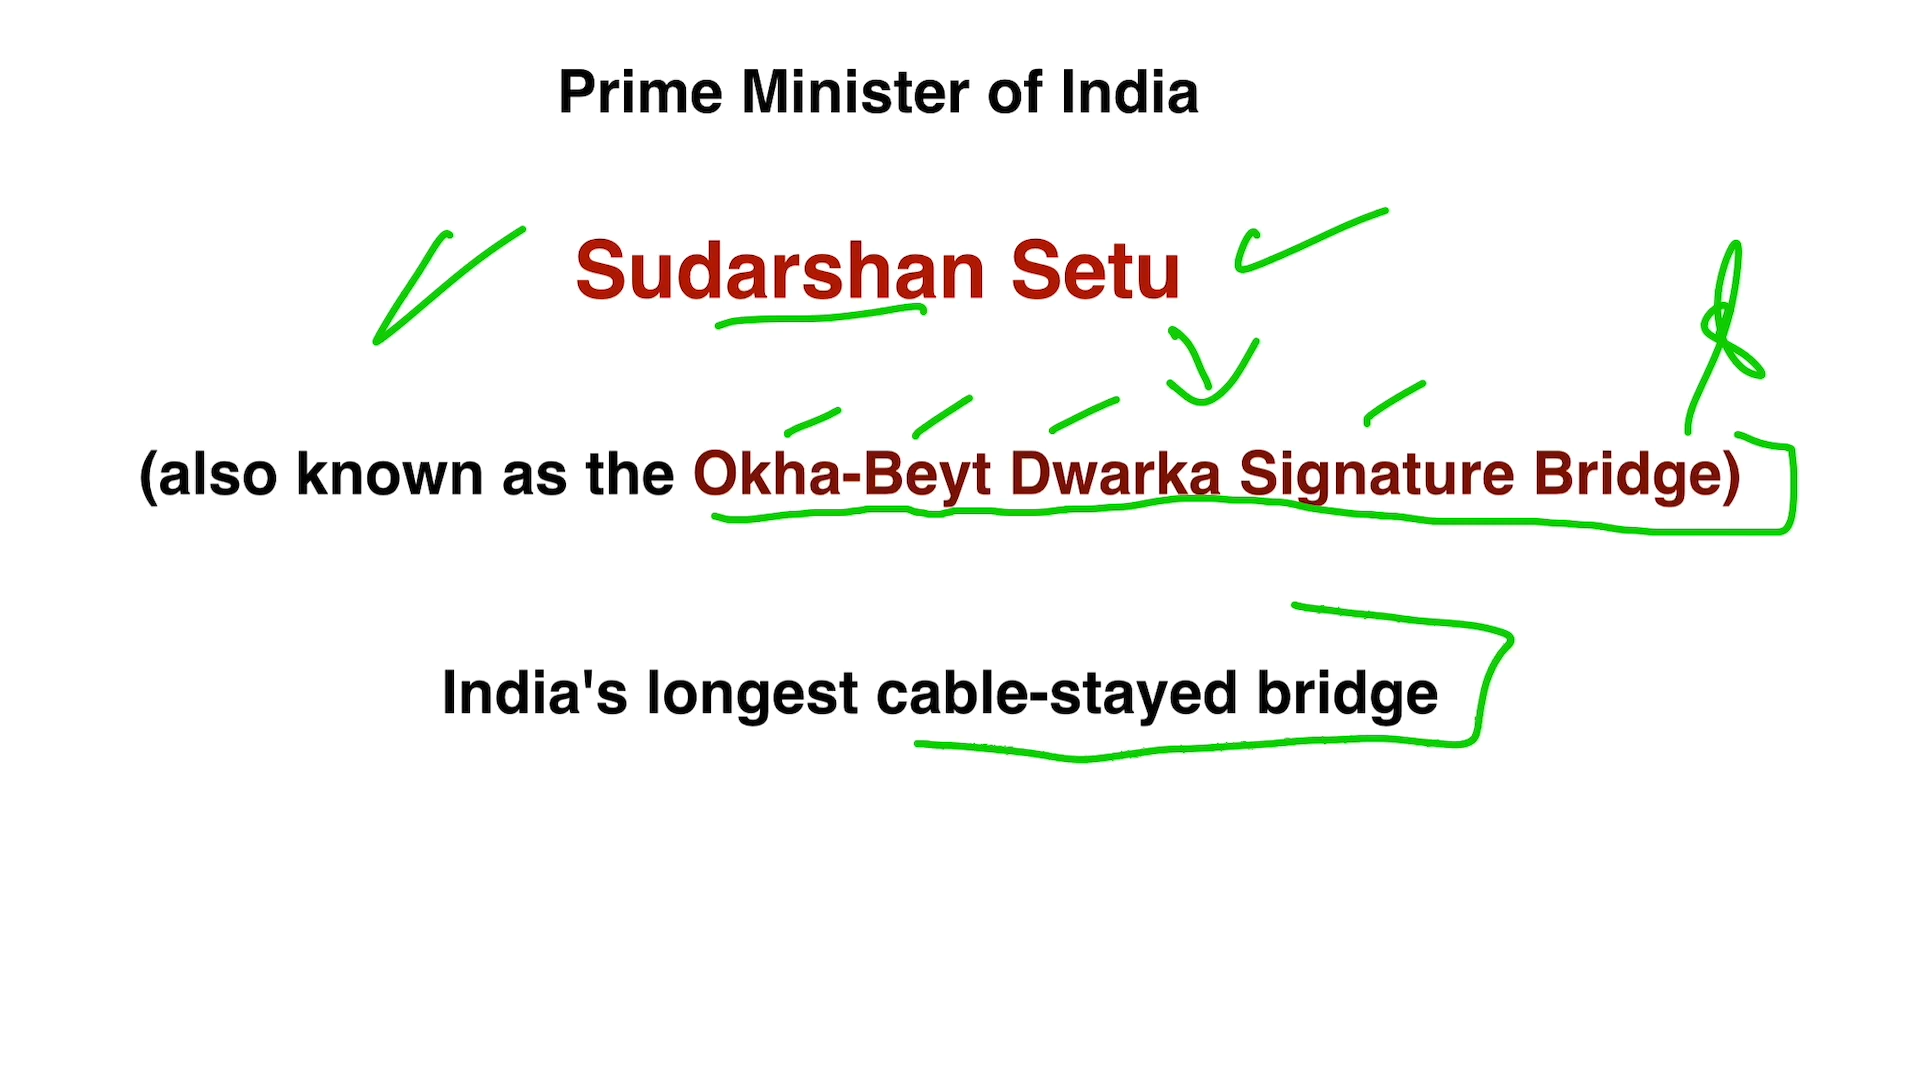 Prime Minister of India
Sudarshan Setu
(also known as the Okha-Beyt Dwarka Signature Bridge)
India's longest cable-stayed bridge